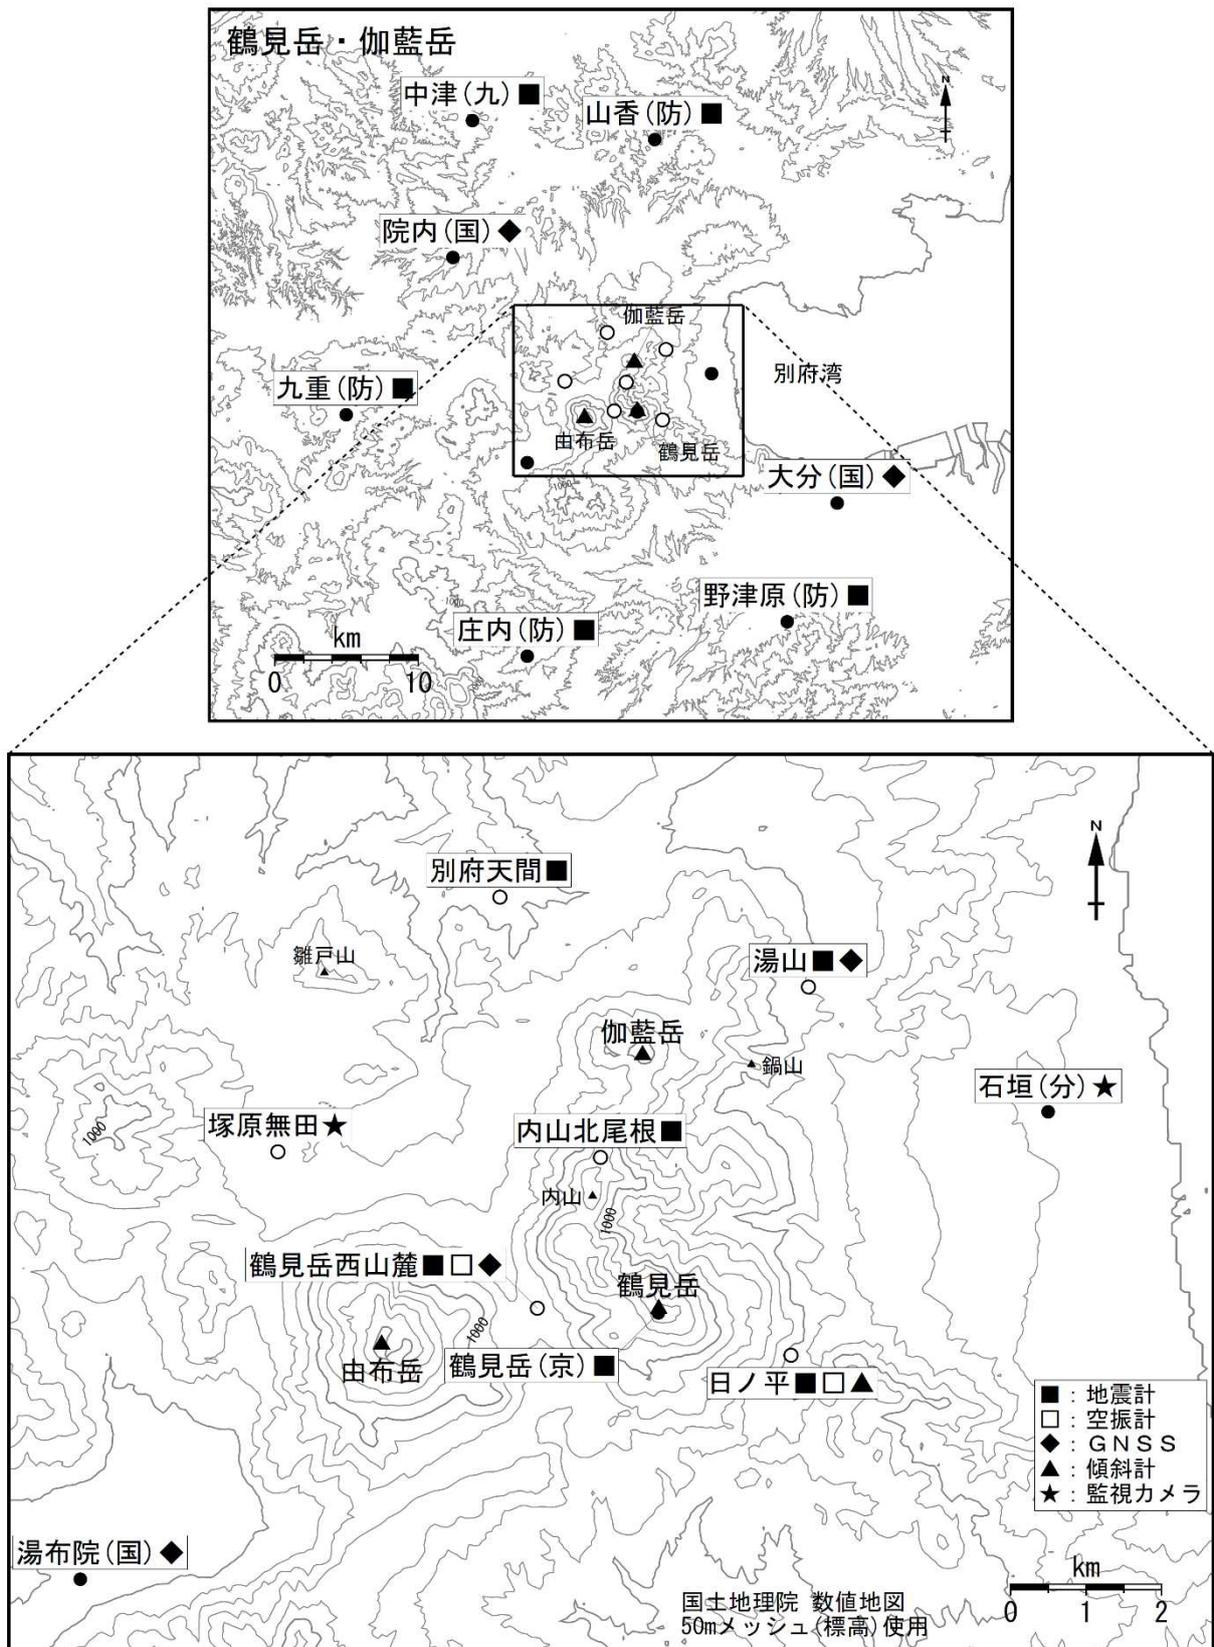 鶴見岳・伽藍岳
中津(九)■
山香(防)■
N
院内(国)◆
伽藍岳
九重(防)■
別府湾
由布岳
鶴見岳
大分(国)◆
1000
野津原(防)■
1000
庄内(防)■
km
0 10
別府天間■
N
雛戸山
湯山■◆
伽藍岳
鍋山
石垣(分)★
1000
塚原無田★
内山北尾根■
内山
1000
鶴見岳西山麓■□◆
鶴見岳
1000
由布岳
鶴見岳(京)■
日ノ平■□▲
■:地震計
□:空振計
◆:GNSS
▲:傾斜計
★:監視カメラ
湯布院(国)◆
km
0 1 2
国土地理院 数値地図
50mメッシュ(標高)使用